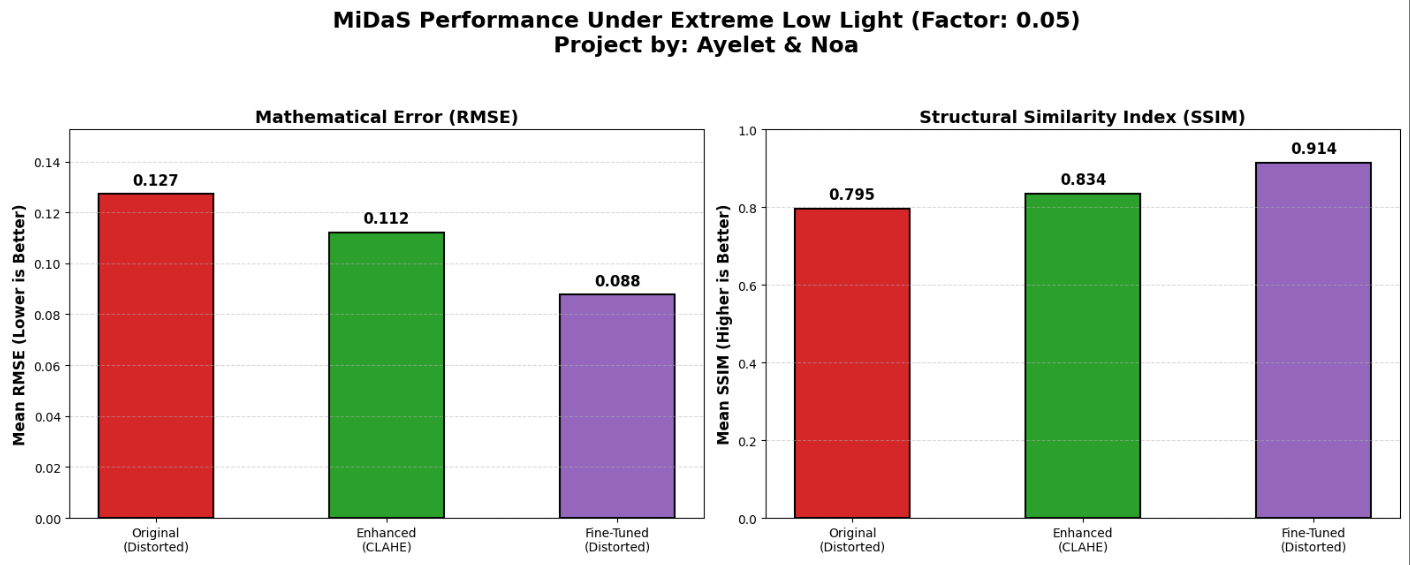 MiDaS Performance Under Extreme Low Light (Factor: 0.05)
Project by: Ayelet & Noa
Mathematical Error (RMSE)
Mean RMSE (Lower is Better)
0.14
0.12
0.10
0.08
0.06
0.04
0.02
0.00
0.127
0.112
0.088
Original
(Distorted)
Enhanced
(CLAHE)
Fine-Tuned
(Distorted)
Structural Similarity Index (SSIM)
Mean SSIM (Higher is Better)
1.0
0.8
0.6
0.4
0.2
0.0
0.795
0.834
0.914
Original
(Distorted)
Enhanced
(CLAHE)
Fine-Tuned
(Distorted)